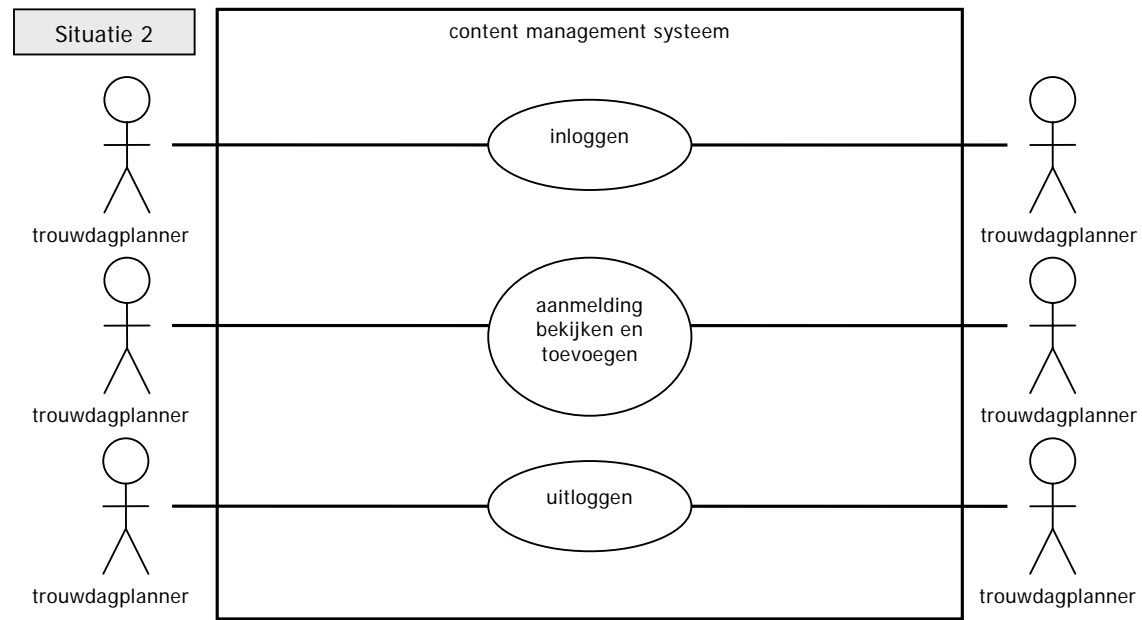 Situatie 2
content management systeem
inloggen
trouwdagplanner
trouwdagplanner
aanmelding
bekijken en
toevoegen
trouwdagplanner
trouwdagplanner
uitloggen
trouwdagplanner
trouwdagplanner